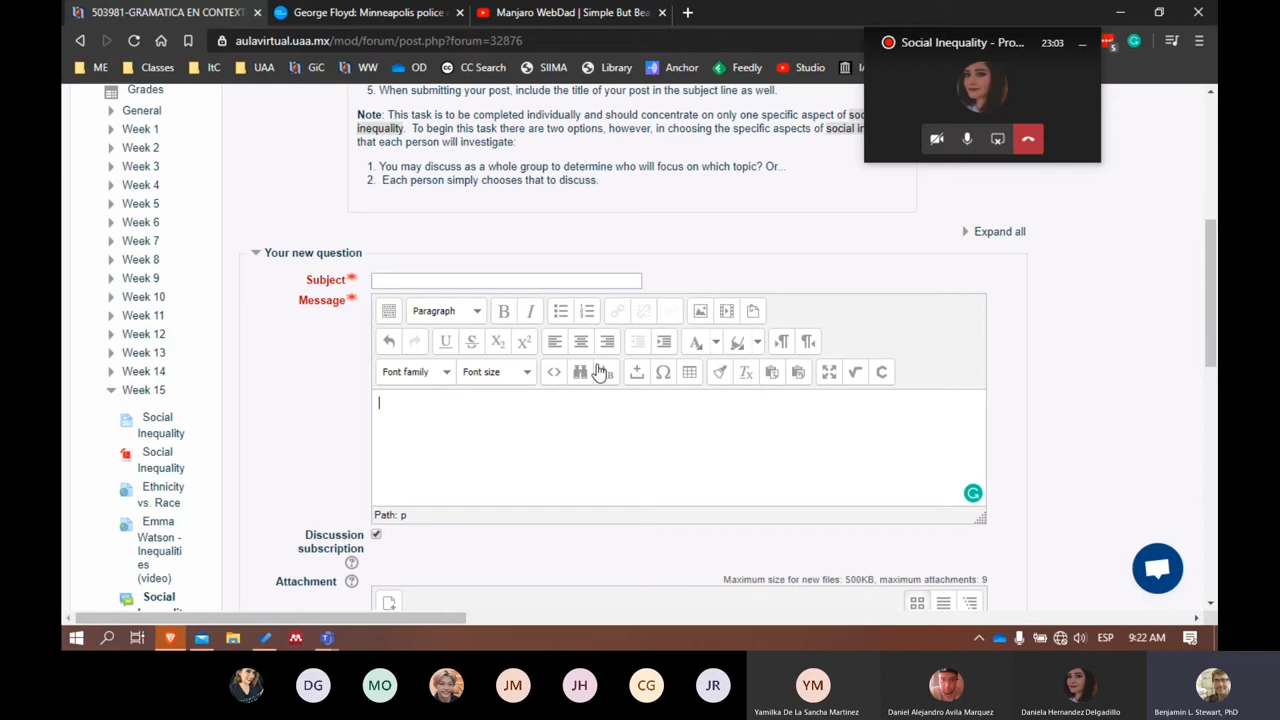 503981-GRAMATICA EN CONTEXT
George Floyd: Minneapolis police
Manjaro WebDad | Simple But Bea
aulavirtual.uaa.mx/mod/forum/post.php?forum=32876
ME
Classes
ItC
UAA
GiC
WW
OD
CC Search
SIIMA
Library
Anchor
Feedly
Studio
5
Social Inequality - Pro...
23:03
Grades
General
Week 1
Week 2
Week 3
Week 4
Week 5
Week 6
Week 7
Week 8
Week 9
Week 10
Week 11
Week 12
Week 13
Week 14
Week 15
Social
Inequality
Social
Inequality
Ethnicity
vs. Race
Emma
Watson -
Inequaliti
es
(video)
Social
5. When submitting your post, include the title of your post in the subject line as well.
Note: This task is to be completed individually and should concentrate on only one specific aspect of
inequality. To begin this task there are two options, however, in choosing the specific aspects of social
that each person will investigate:
1. You may discuss as a whole group to determine who will focus on which topic? Or...
2. Each person simply chooses that to discuss.
Expand all
Your new question
Subject*
Message*
Paragraph
Font family
Font size
Path: p
Discussion
subscription
Attachment
Maximum size for new files: 500KB, maximum attachments: 9
ESP
9:22 AM
DG
MO
JM
JH
CG
JR
YM
Yamilka De La Sancha Martinez
Daniel Alejandro Avila Marquez
Daniela Hernandez Delgadillo
Benjamin L. Stewart, PhD